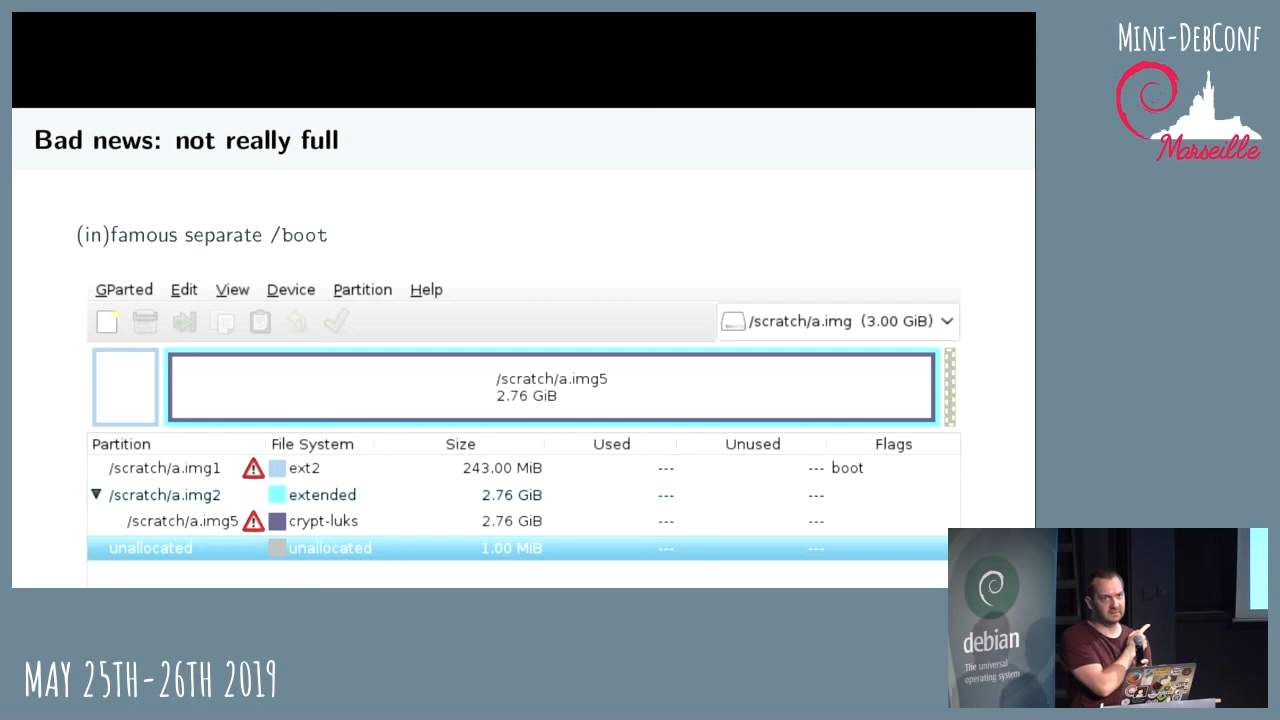 MINI-DEBCONF
Marseille
Bad news: not really full
(in)famous separate /boot
GParted Edit View Device Partition Help
/scratch/a.img (3.00 GiB)
/scratch/a.img5
2.76 GiB
Partition File System Size Used Unused Flags
/scratch/a.img1 ext2 243.00 MiB --- --- boot
/scratch/a.img2 extended 2.76 GiB --- ---
/scratch/a.img5 crypt-luks 2.76 GiB --- ---
unallocated unallocated 1.00 MiB --- ---
debian
The universal
operating system
MAY 25TH-26TH 2019